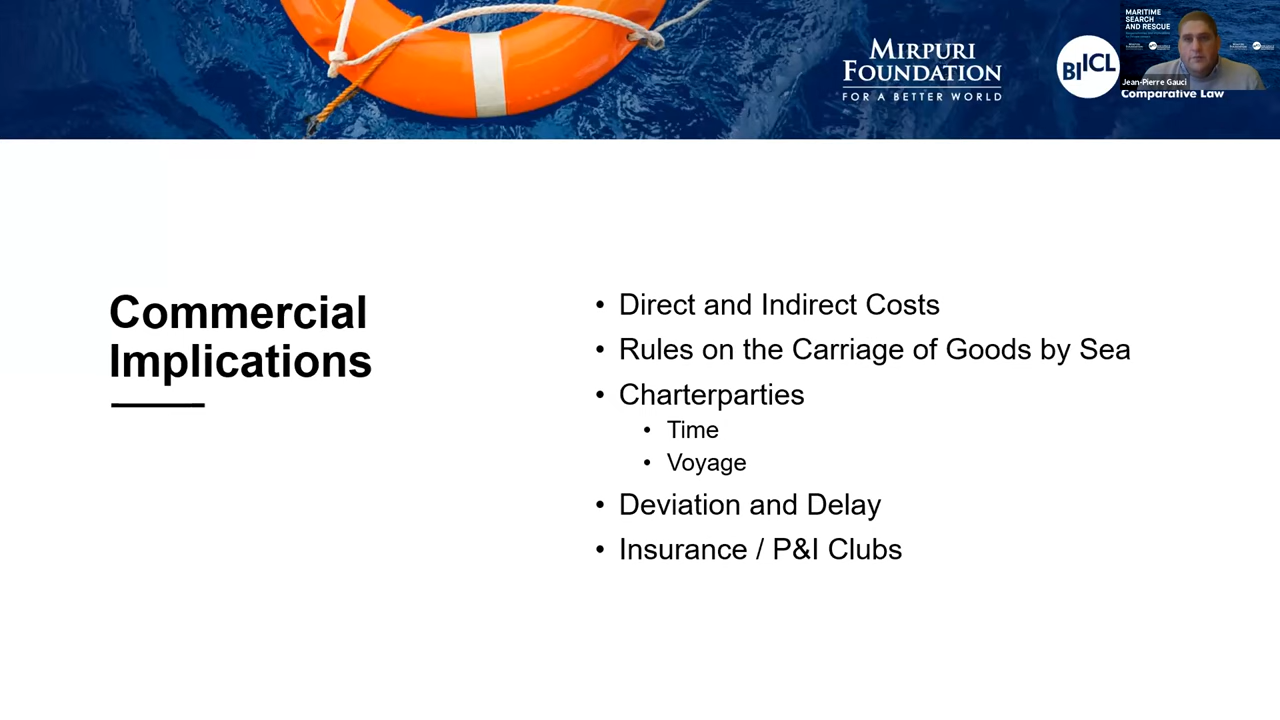 MIRPURI
FOUNDATION
FOR A BETTER WORLD
BIICL
MARITIME
SEARCH
AND RESCUE
Jean-Pierre Gauci
Comparative Law
Commercial
Implications
• Direct and Indirect Costs
• Rules on the Carriage of Goods by Sea
• Charterparties
• Time
• Voyage
• Deviation and Delay
• Insurance / P&I Clubs